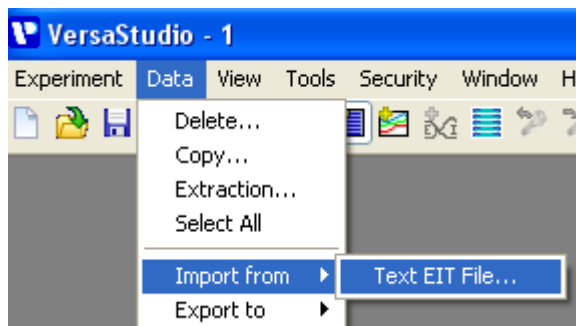 VersaStudio - 1
Experiment Data View Tools Security Window H
Delete...
Copy...
Extraction...
Select All
Import from Text EIT File...
Export to